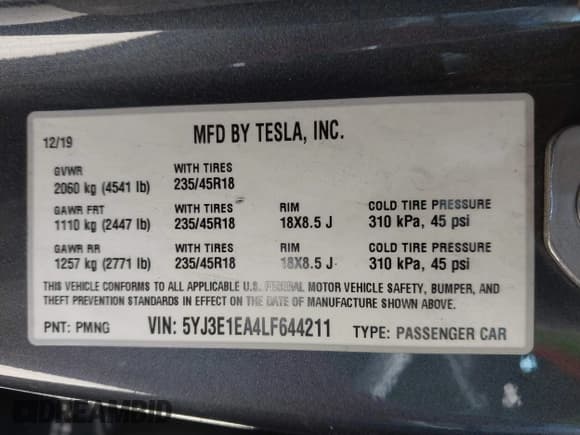 12/19 MFD BY TESLA, INC.
GVWR WITH TIRES
2060 kg (4541 lb) 235/45R18
GAWR FRT WITH TIRES RIM COLD TIRE PRESSURE
1110 kg (2447 lb) 235/45R18 18X8.5 J 310 kPa, 45 psi
GAWR RR WITH TIRES RIM COLD TIRE PRESSURE
1257 kg (2771 lb) 235/45R18 18X8.5 J 310 kPa, 45 psi
THIS VEHICLE CONFORMS TO ALL APPLICABLE U.S. FEDERAL MOTOR VEHICLE SAFETY, BUMPER, AND
THEFT PREVENTION STANDARDS IN EFFECT ON THE DATE OF MANUFACTURE SHOWN ABOVE.
PNT: PMNG VIN: 5YJ3E1EA4LF644211 TYPE: PASSENGER CAR
DREAMBID